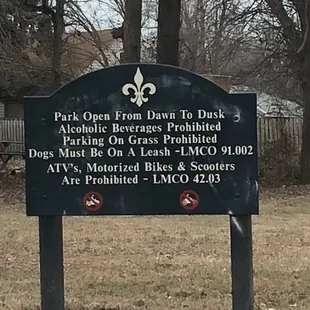 Park Open From Dawn To Dusk
Alcoholic Beverages Prohibited
Parking On Grass Prohibited
Dogs Must Be On A Leash -LMCO 91.002
ATV's, Motorized Bikes & Scooters
Are Prohibited - LMCO 42.03